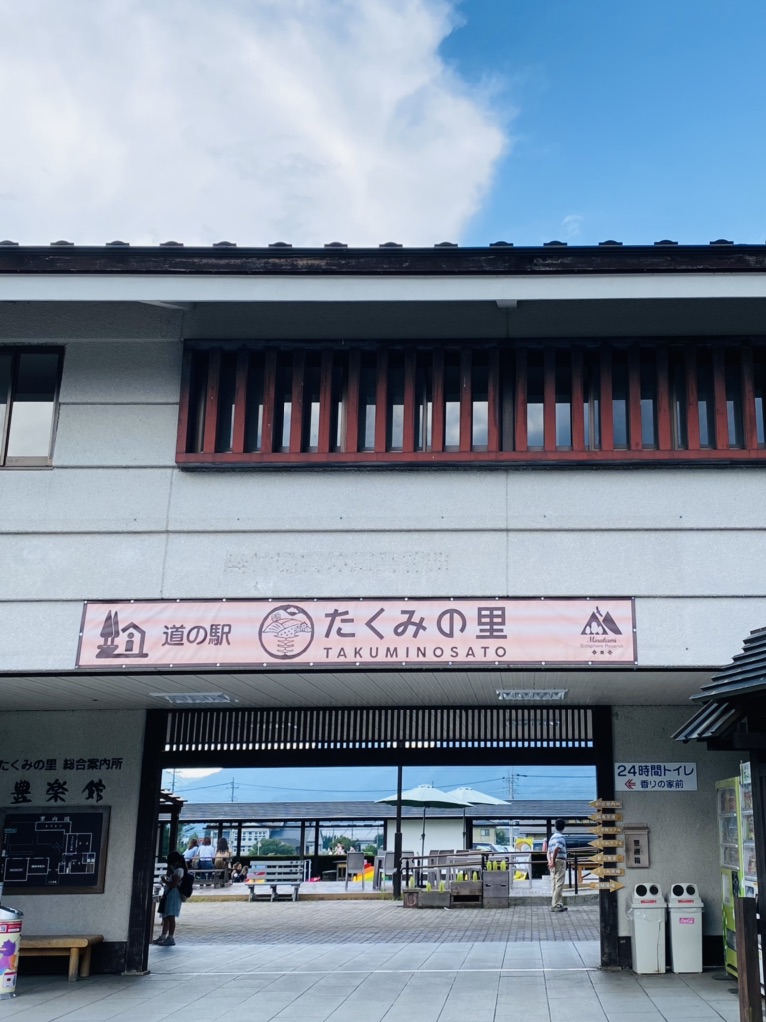 道の駅
たくみの里
TAKUMINOSATO
Minakami
たくみの里 総合案内所
豊楽館
24時間トイレ
香りの家前